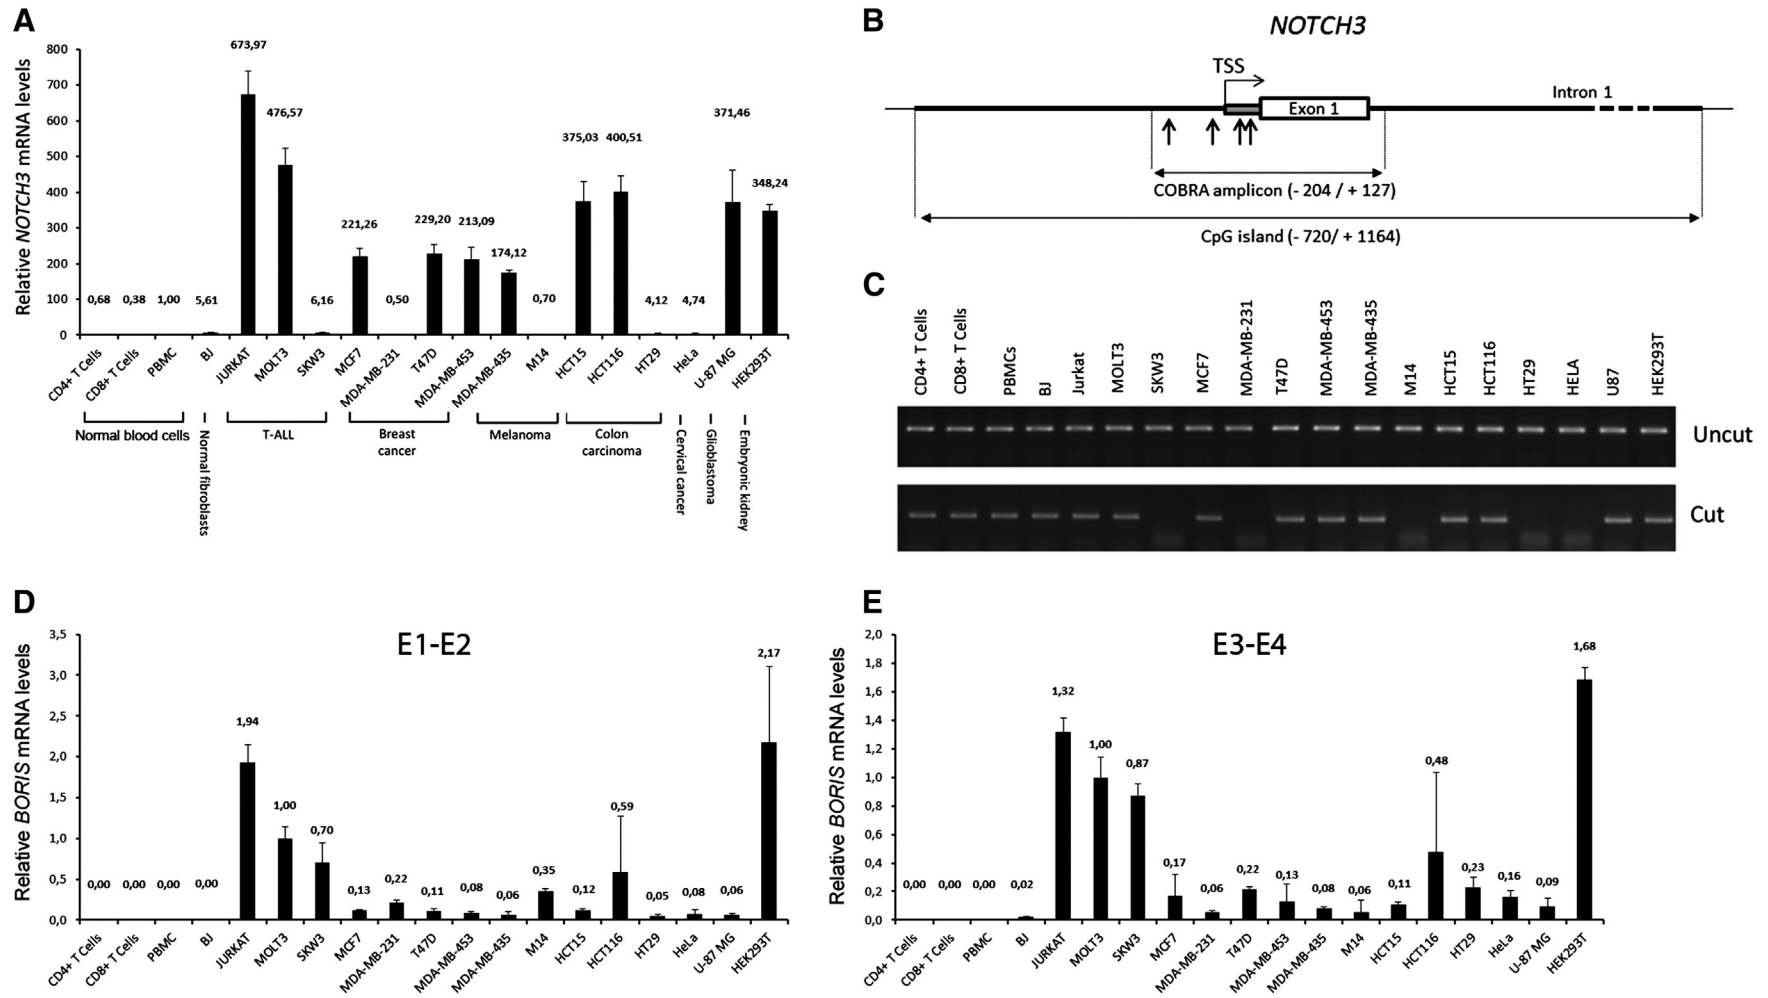 A
Relative NOTCH3 mRNA levels
800
700
600
500
400
300
200
100
0
0,68
0,38
1,00
5,61
673,97
476,57
6,16
221,26
0,50
229,20
213,09
174,12
0,70
375,03
400,51
4,12
4,74
371,46
348,24
CD4+ T Cells
CD8+ T Cells
PBMC
BJ
JURKAT
MOLT3
SKW3
MCF7
MDA-MB-231
T47D
MDA-MB-453
MDA-MB-435
M14
HCT15
HCT116
HT29
HeLa
U-87 MG
HEK293T
Normal blood cells
Normal fibroblasts
T-ALL
Breast
cancer
Melanoma
Colon
carcinoma
Cervical cancer
Glioblastoma
Embryonic kidney
B
NOTCH3
TSS
Exon 1
Intron 1
COBRA amplicon (- 204 / + 127)
CpG island (- 720/ + 1164)
C
CD4+ T Cells
CD8+ T Cells
PBMCs
BJ
Jurkat
MOLT3
SKW3
MCF7
MDA-MB-231
T47D
MDA-MB-453
MDA-MB-435
M14
HCT15
HCT116
HT29
HELA
U87
HEK293T
Uncut
Cut
D
E1-E2
Relative BORIS mRNA levels
3,5
3,0
2,5
2,0
1,5
1,0
0,5
0,0
0,00
0,00
0,00
0,00
1,94
1,00
0,70
0,13
0,22
0,11
0,08
0,06
0,35
0,12
0,59
0,05
0,08
0,06
2,17
CD4+ T Cells
CD8+ T Cells
PBMC
BJ
JURKAT
MOLT3
SKW3
MCF7
MDA-MB-231
T47D
MDA-MB-453
MDA-MB-435
M14
HCT15
HCT116
HT29
HeLa
U-87 MG
HEK293T
E
E3-E4
Relative BORIS mRNA levels
2,0
1,8
1,6
1,4
1,2
1,0
0,8
0,6
0,4
0,2
0,0
0,00
0,00
0,00
0,02
1,32
1,00
0,87
0,17
0,06
0,22
0,13
0,08
0,06
0,11
0,48
0,23
0,16
0,09
1,68
CD4+ T Cells
CD8+ T Cells
PBMC
BJ
JURKAT
MOLT3
SKW3
MCF7
MDA-MB-231
T47D
MDA-MB-453
MDA-MB-435
M14
HCT15
HCT116
HT29
HeLa
U-87 MG
HEK293T